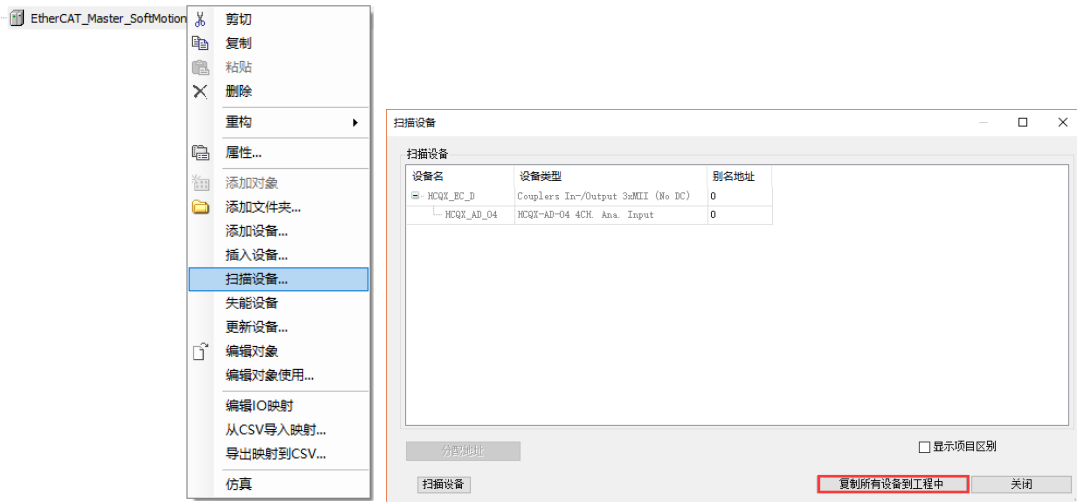 EtherCAT_Master_SoftMotion
剪切
复制
粘贴
删除
重构
属性...
添加对象
添加文件夹...
添加设备...
插入设备...
扫描设备...
失能设备
更新设备...
编辑对象
编辑对象使用...
编辑IO映射
从CSV导入映射...
导出映射到CSV...
仿真
扫描设备
扫描设备
设备名 设备类型 别名地址
HCQX_EC_D Couplers In-/Output 3xMII (No DC) 0
HCQX_AD_04 HCQX-AD-04 4CH. Ana. Input 0
分配地址
显示项目区别
扫描设备
复制所有设备到工程中
关闭